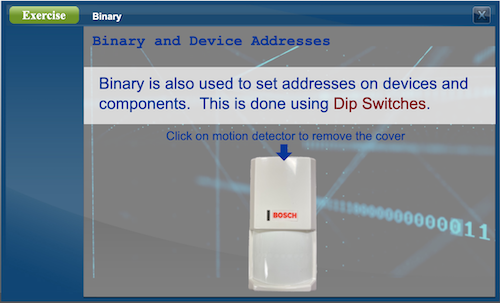 Exercise
Binary
X
Binary and Device Addresses
Binary is also used to set addresses on devices and
components. This is done using Dip Switches.
Click on motion detector to remove the cover
BOSCH